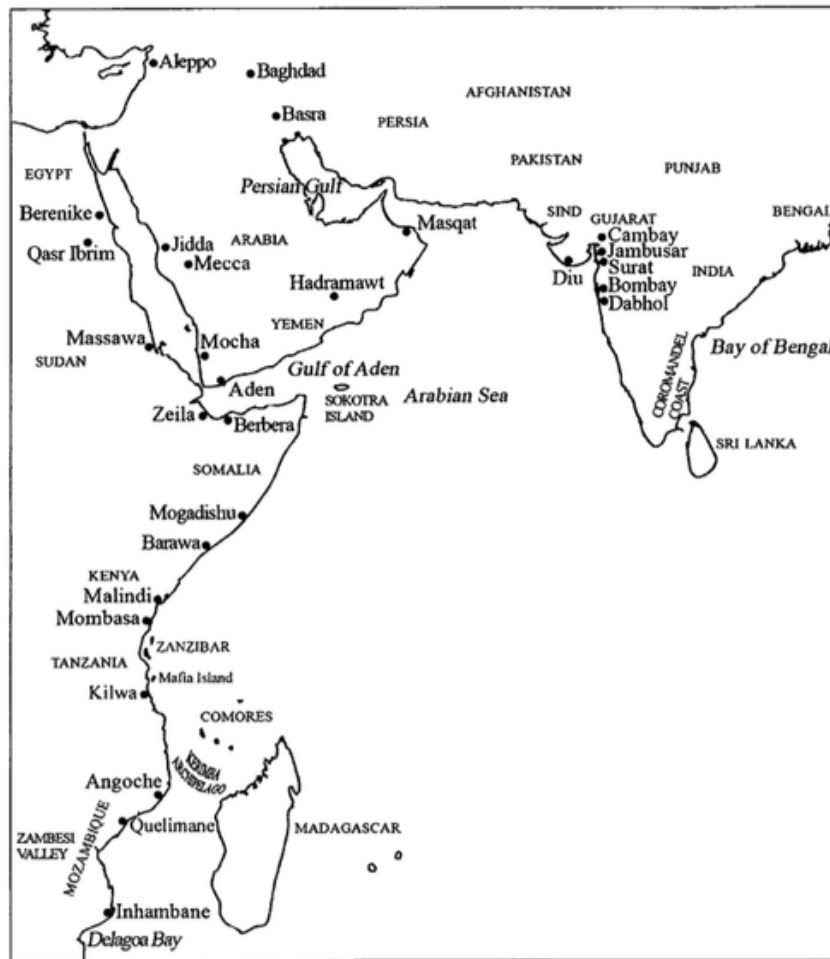 Aleppo
Baghdad
AFGHANISTAN
Basra
PERSIA
PAKISTAN
PUNJAB
EGYPT
Persian Gulf
SIND
GUJARAT
BENGAL
Berenike
Masqat
Cambay
Qasr Ibrim
Jidda
ARABIA
Jambusar
Mecca
Surat
Diu
INDIA
Hadramawt
Bombay
Dabhol
YEMEN
Massawa
Mocha
SUDAN
Gulf of Aden
Bay of Bengal
Aden
SOKOTRA
ISLAND
Arabian Sea
COROMANDEL
COAST
Zeila
Berbera
SRI LANKA
SOMALIA
Mogadishu
Barawa
KENYA
Malindi
Mombasa
ZANZIBAR
TANZANIA
Mafia Island
Kilwa
COMORES
KERIMBA
ARCHIPELAGO
Angoche
Quelimane
MADAGASCAR
ZAMBESI
VALLEY
MOZAMBIQUE
Inhambane
Delagoa Bay